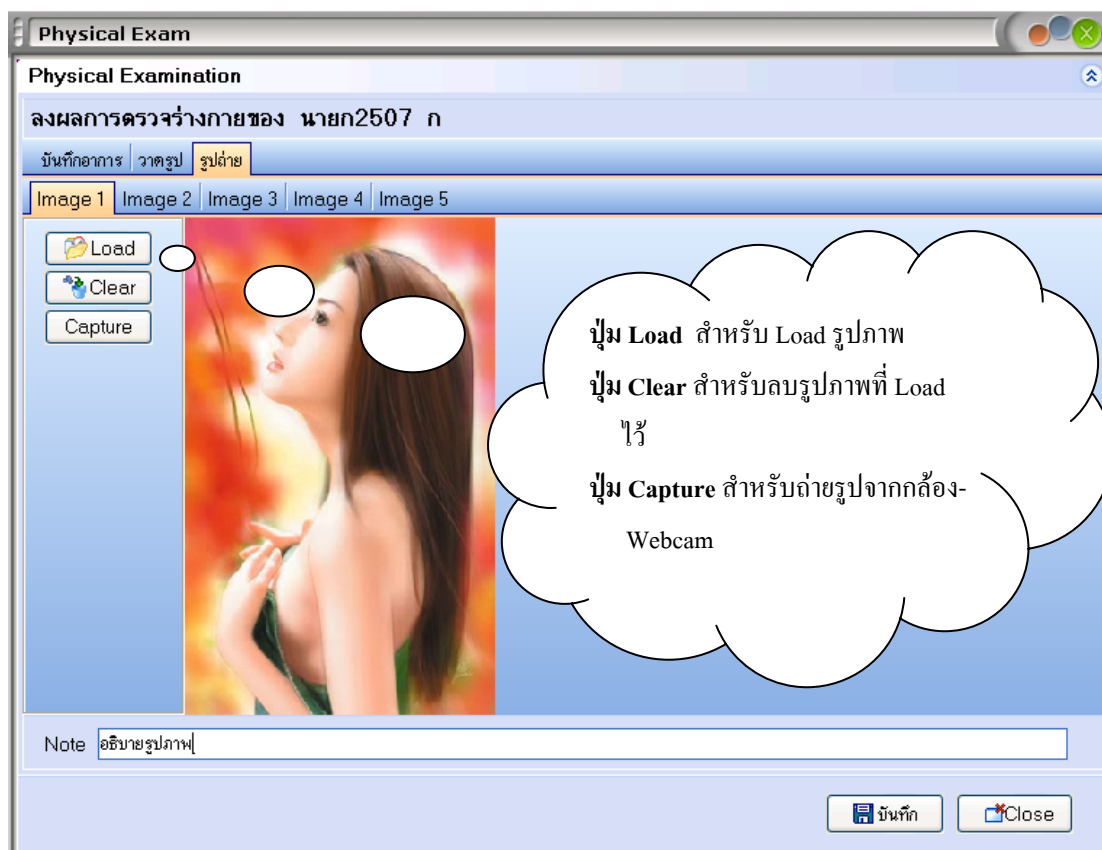 Physical Exam
Physical Examination
ลงผลการตรวจร่างกายของ นายก2507 ก
บันทึกอาการ วาดรูป รูปถ่าย
Image 1 Image 2 Image 3 Image 4 Image 5
Load
Clear
Capture
ปุ่ม Load สำหรับ Load รูปภาพ
ปุ่ม Clear สำหรับลบรูปภาพที่ Load
ไว้
ปุ่ม Capture สำหรับถ่ายรูปจากกล้อง-
Webcam
Note อธิบายรูปภาพ
บันทึก Close